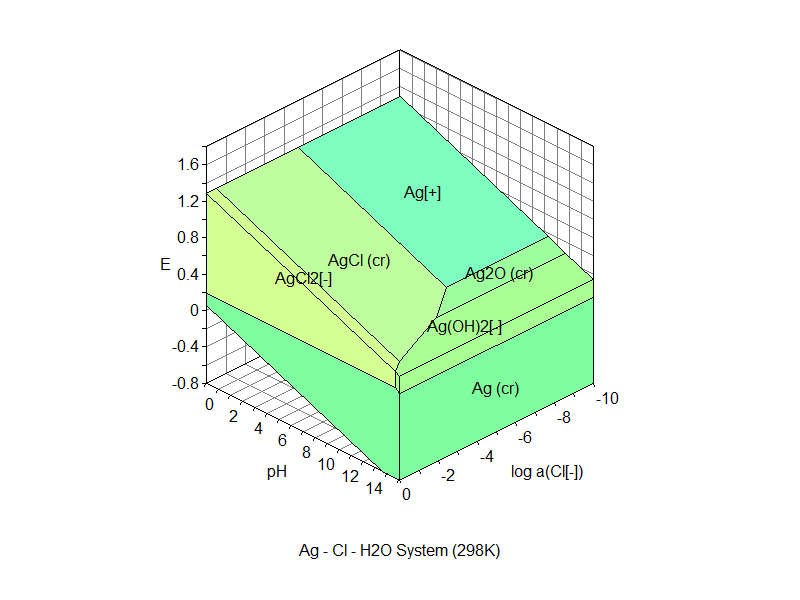 1.6
1.2
Ag[+]
0.8
AgCl (cr)
E
Ag2O (cr)
0.4
AgCl2[-]
0
Ag(OH)2[-]
-0.4
-0.8
Ag (cr)
0
-10
2
-8
4
-6
6
-4
8
pH
10
-2
log a(Cl[-])
12
14
0
Ag - Cl - H2O System (298K)